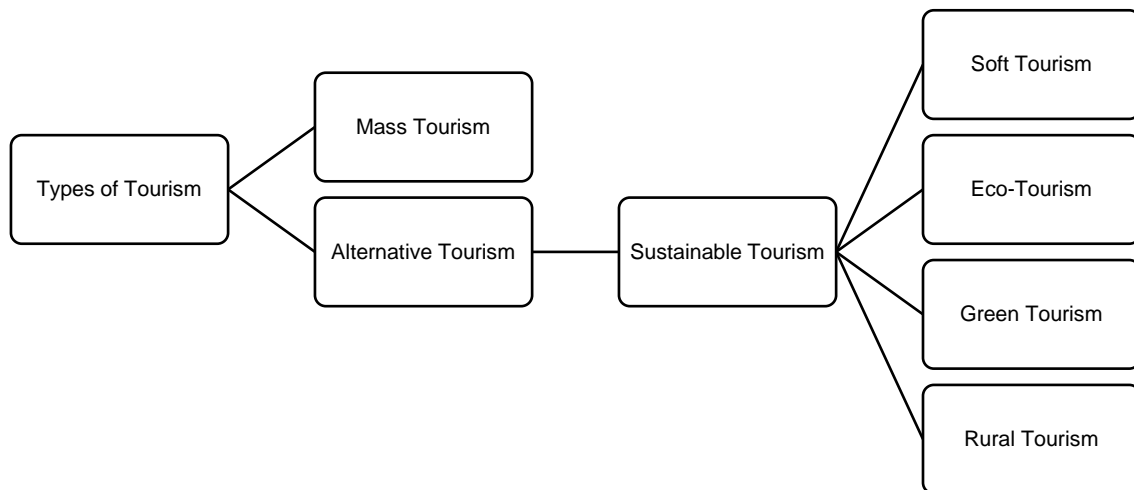 Types of Tourism
Mass Tourism
Alternative Tourism
Sustainable Tourism
Soft Tourism
Eco-Tourism
Green Tourism
Rural Tourism